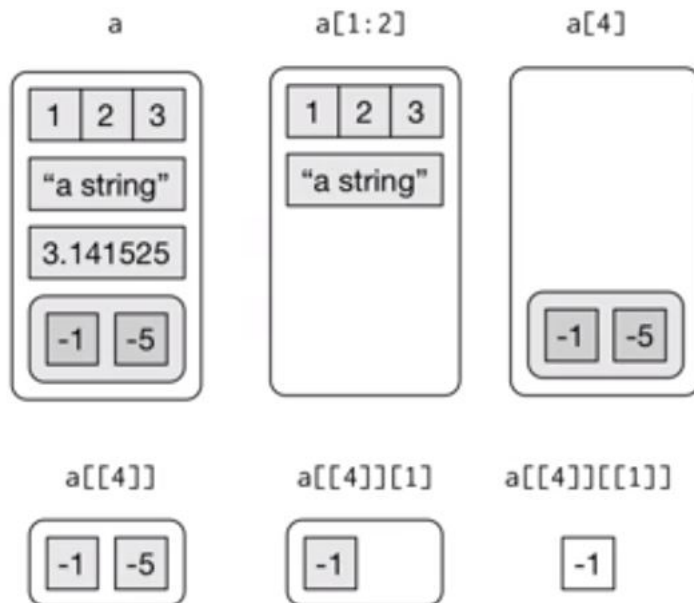 a a[1:2] a[4]
1 2 3 1 2 3
“a string” “a string”
3.141525
-1 -5 -1 -5
a[[4]] a[[4]][1] a[[4]][[1]]
-1 -5 -1 -1